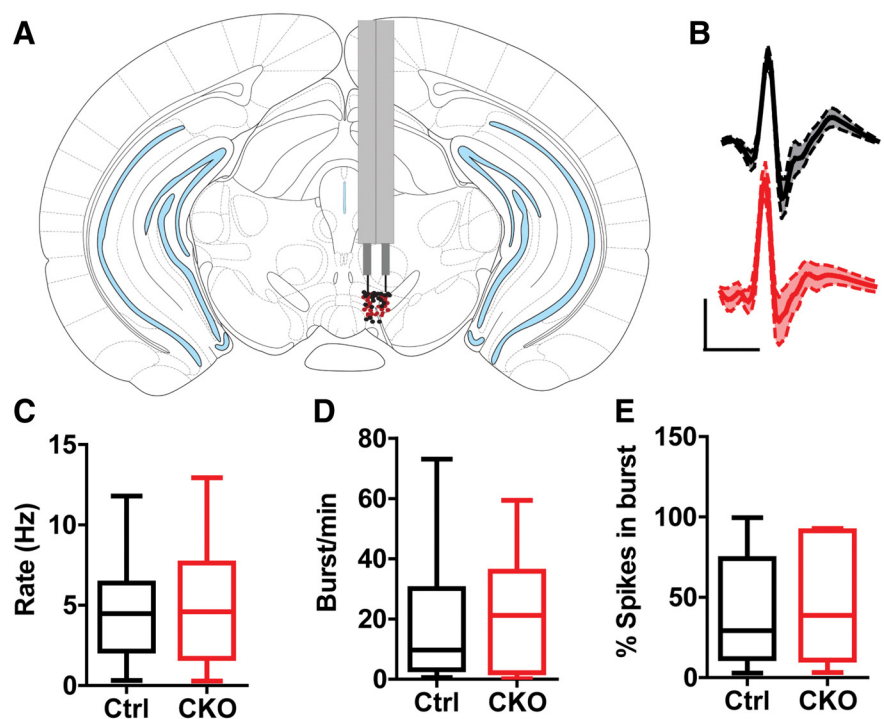 A
B
C
D
E
Rate (Hz)
15
10
5
0
Ctrl
CKO
Burst/min
80
60
40
20
0
Ctrl
CKO
% Spikes in burst
150
100
50
0
Ctrl
CKO